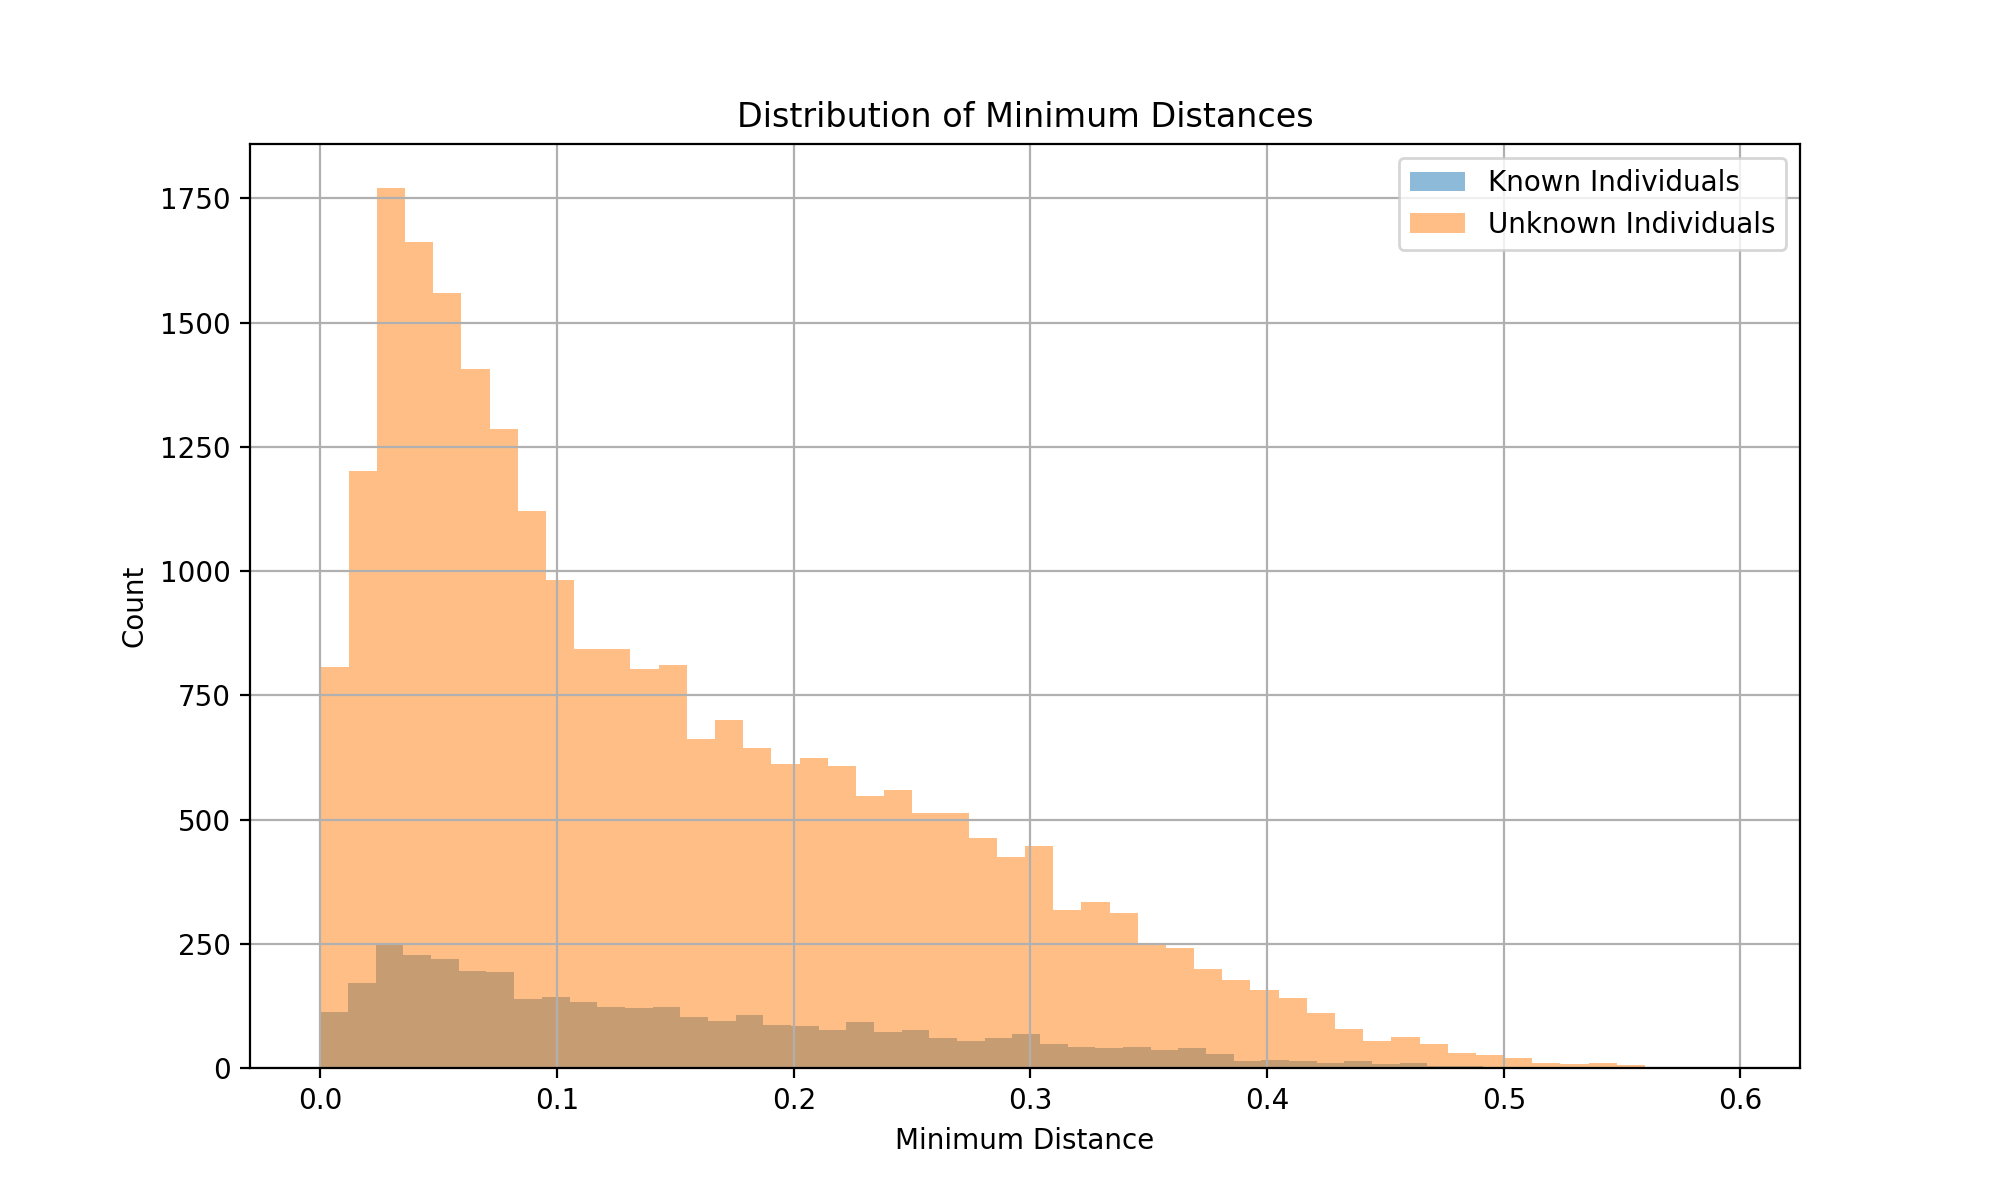 Distribution of Minimum Distances
Known Individuals
Unknown Individuals
1750
1500
1250
1000
750
500
250
0
Count
0.0 0.1 0.2 0.3 0.4 0.5 0.6
Minimum Distance